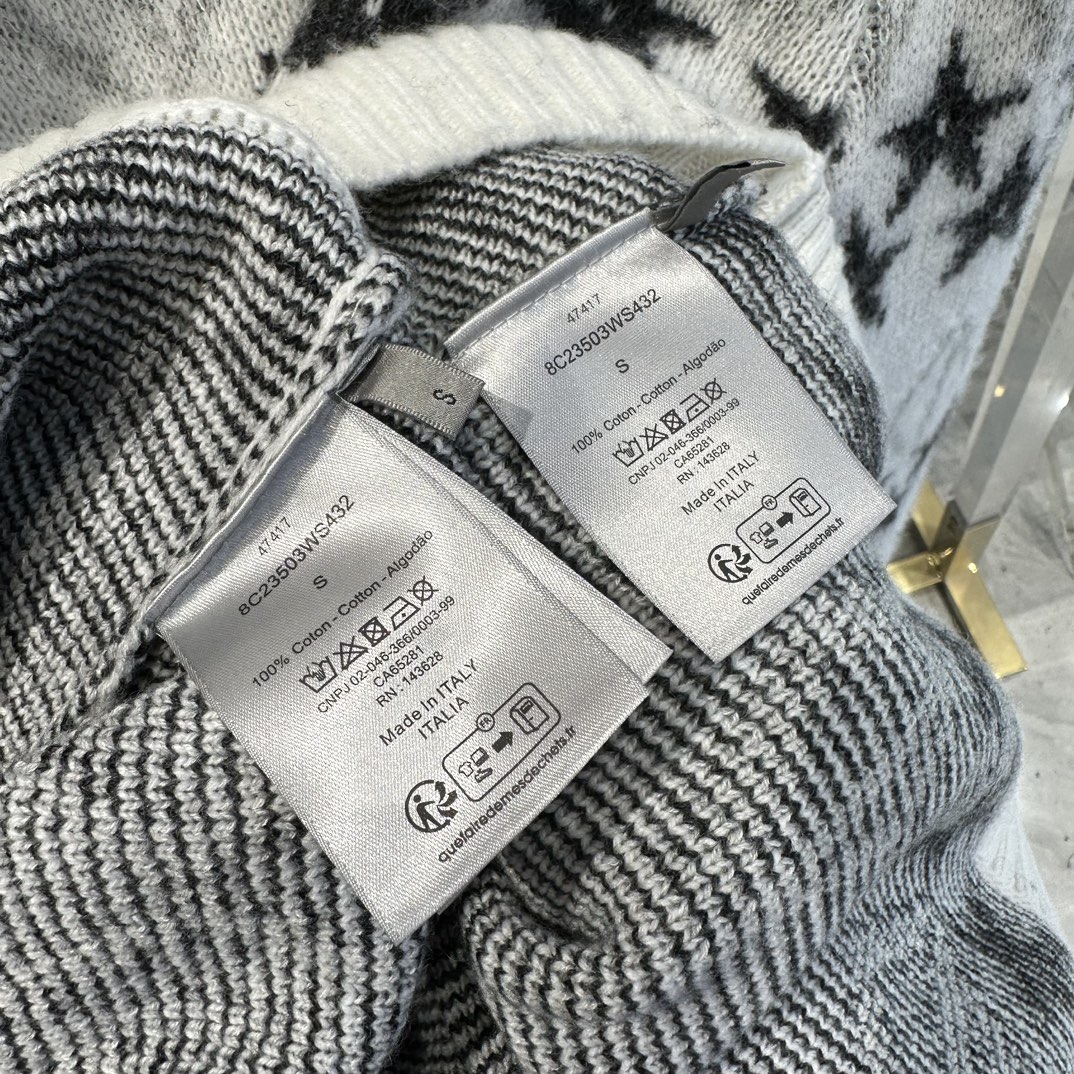 47417
8C23503WS432
S
100% Coton - Cotton - Algodão
CNPJ 02-046-366/0003-99
CA65281
RN : 143628
Made In ITALY
ITALIA
FR
quefairedemesdechets.fr
S
47417
8C23503WS432
S
100% Coton - Cotton - Algodão
CNPJ 02-046-366/0003-99
CA65281
RN : 143628
Made In ITALY
ITALIA
FR
quefairedemesdechets.fr